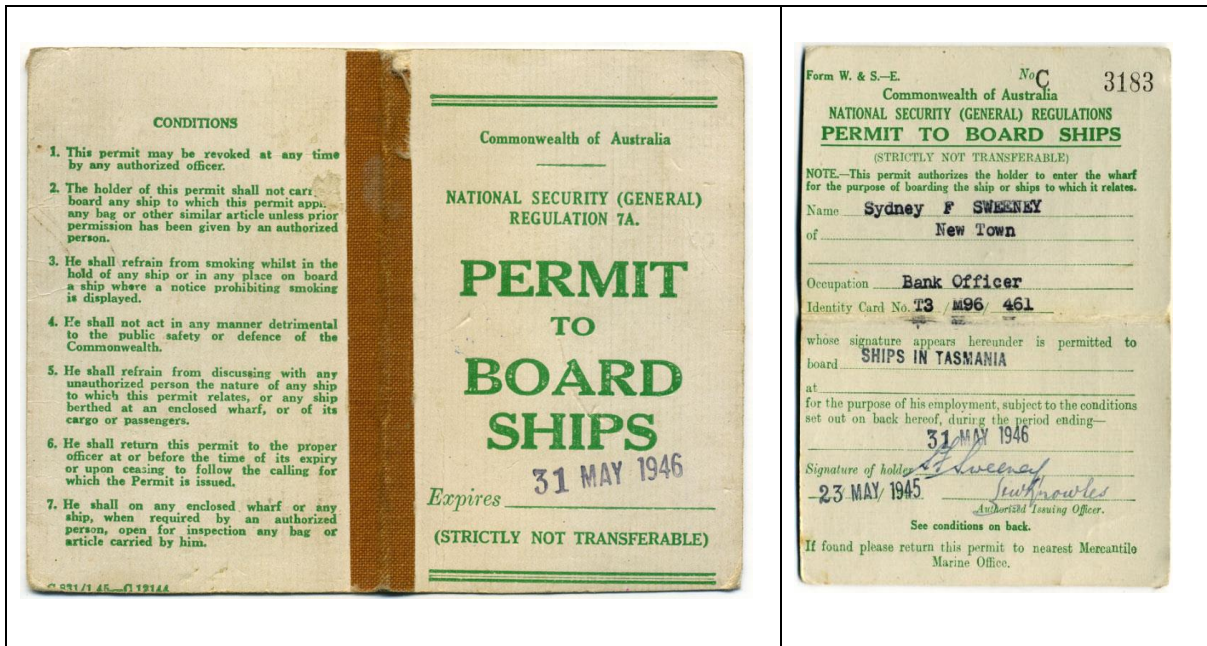 CONDITIONS
1. This permit may be revoked at any time
by any authorized officer.
2. The holder of this permit shall not
board any ship to which this permit
any bag or other similar article unless prior
permission has been given by an authorized
person.
3. He shall refrain from smoking whilst in the
hold of any ship or in any place on board
a ship where a notice prohibiting smoking
is displayed.
4. He shall not act in any manner detrimental
to the public safety or defence of the
Commonwealth.
5. He shall refrain from discussing with any
unauthorized person the nature of any ship
to which this permit relates, or any ship
berthed at an enclosed wharf, or of its
cargo or passengers.
6. He shall return this permit to the proper
officer at or before the time of its expiry
or upon ceasing to follow the calling for
which the Permit is issued.
7. He shall on any enclosed wharf or any
ship, when required by an authorized
person, open for inspection any bag or
article carried by him.
Commonwealth of Australia
NATIONAL SECURITY (GENERAL)
REGULATION 7A.
PERMIT
TO
BOARD
SHIPS
Expires 31 MAY 1946
(STRICTLY NOT TRANSFERABLE)
Form W. & S.—E. No C 3183
Commonwealth of Australia
NATIONAL SECURITY (GENERAL) REGULATIONS
PERMIT TO BOARD SHIPS
(STRICTLY NOT TRANSFERABLE)
NOTE.—This permit authorizes the holder to enter the wharf
for the purpose of boarding the ship or ships to which it relates.
Name Sydney F SWEENEY
of New Town
Occupation Bank Officer
Identity Card No. T3 / M96 / 461
whose signature appears hereunder is permitted to
board SHIPS IN TASMANIA
at
for the purpose of his employment, subject to the conditions
set out on back hereof, during the period ending—
31 MAY 1946
Signature of holder Sweeney
23 MAY 1945
Authorized Issuing Officer.
See conditions on back.
If found please return this permit to nearest Mercantile
Marine Office.